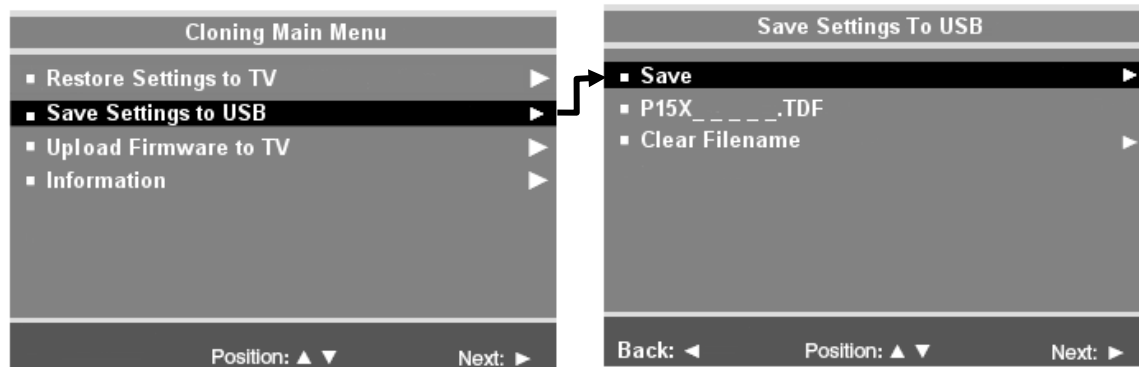 Cloning Main Menu
▪ Restore Settings to TV ▶
▪ Save Settings to USB ▶
▪ Upload Firmware to TV ▶
▪ Information ▶
Position: ▲ ▼ Next: ▶
Save Settings To USB
▪ Save ▶
▪ P15X_ _ _ _ _.TDF
▪ Clear Filename ▶
Back: ◀ Position: ▲ ▼ Next: ▶